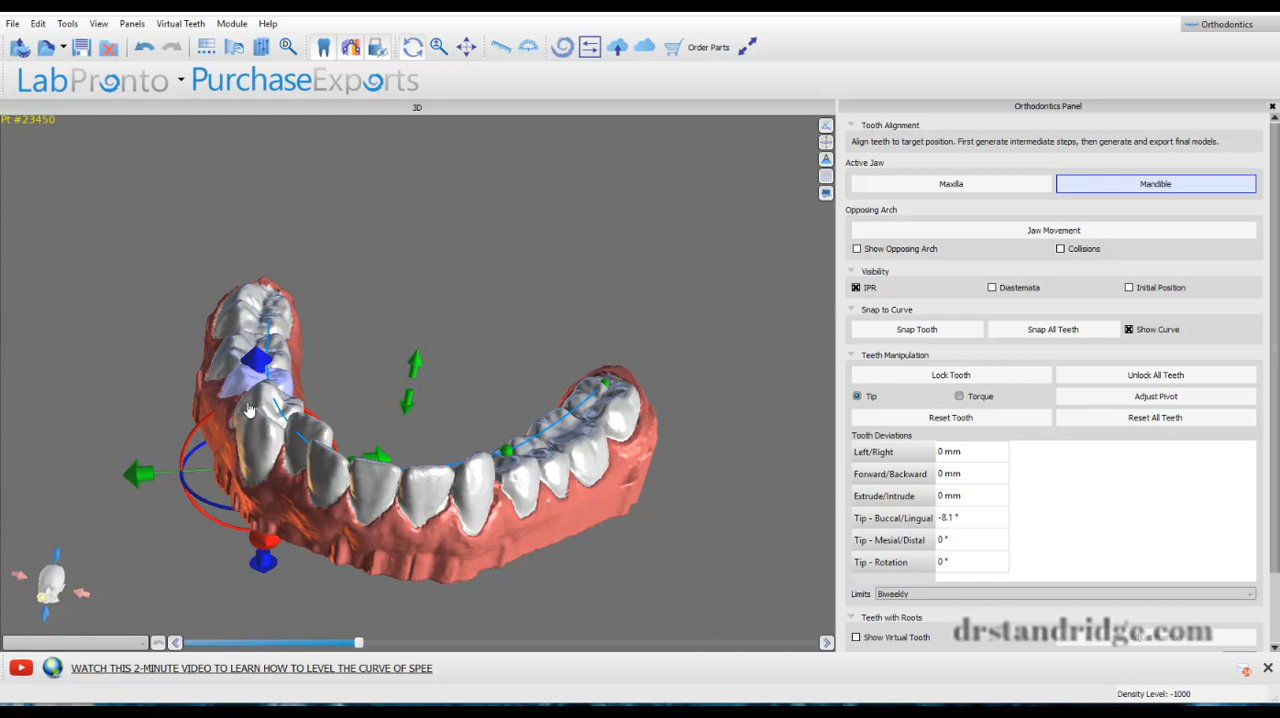 File Edit Tools View Panels Virtual Teeth Module Help
Orthodontics
Order Parts
LabPronto PurchaseExports
3D
Pt #23450
Orthodontics Panel
Tooth Alignment
Align teeth to target position. First generate intermediate steps, then generate and export final models.
Active Jaw
Maxilla Mandible
Opposing Arch
Jaw Movement
Show Opposing Arch Collisions
Visibility
IPR Diastemata Initial Position
Snap to Curve
Snap Tooth Snap All Teeth Show Curve
Teeth Manipulation
Lock Tooth Unlock All Teeth
Tip Torque Adjust Pivot
Reset Tooth Reset All Teeth
Tooth Deviations
Left/Right 0 mm
Forward/Backward 0 mm
Extrude/Intrude 0 mm
Tip - Buccal/Lingual -8.1 °
Tip - Mesial/Distal 0 °
Tip - Rotation 0 °
Limits Biweekly
Teeth with Roots
Show Virtual Tooth
drstandridge.com
WATCH THIS 2-MINUTE VIDEO TO LEARN HOW TO LEVEL THE CURVE OF SPEE
Density Level: -1000